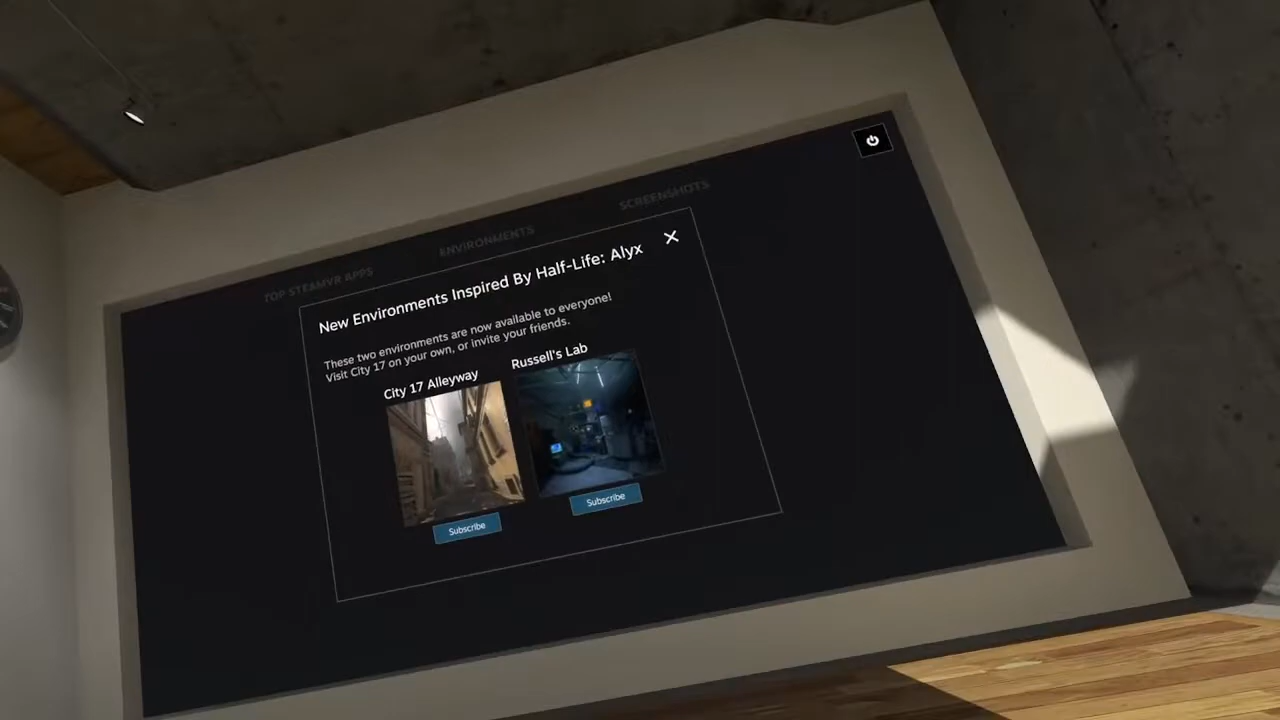 TOP STEAMVR APPS
ENVIRONMENTS
SCREENSHOTS
New Environments Inspired By Half-Life: Alyx
These two environments are now available to everyone!
Visit City 17 on your own, or invite your friends.
City 17 Alleyway
Russell's Lab
Subscribe
Subscribe